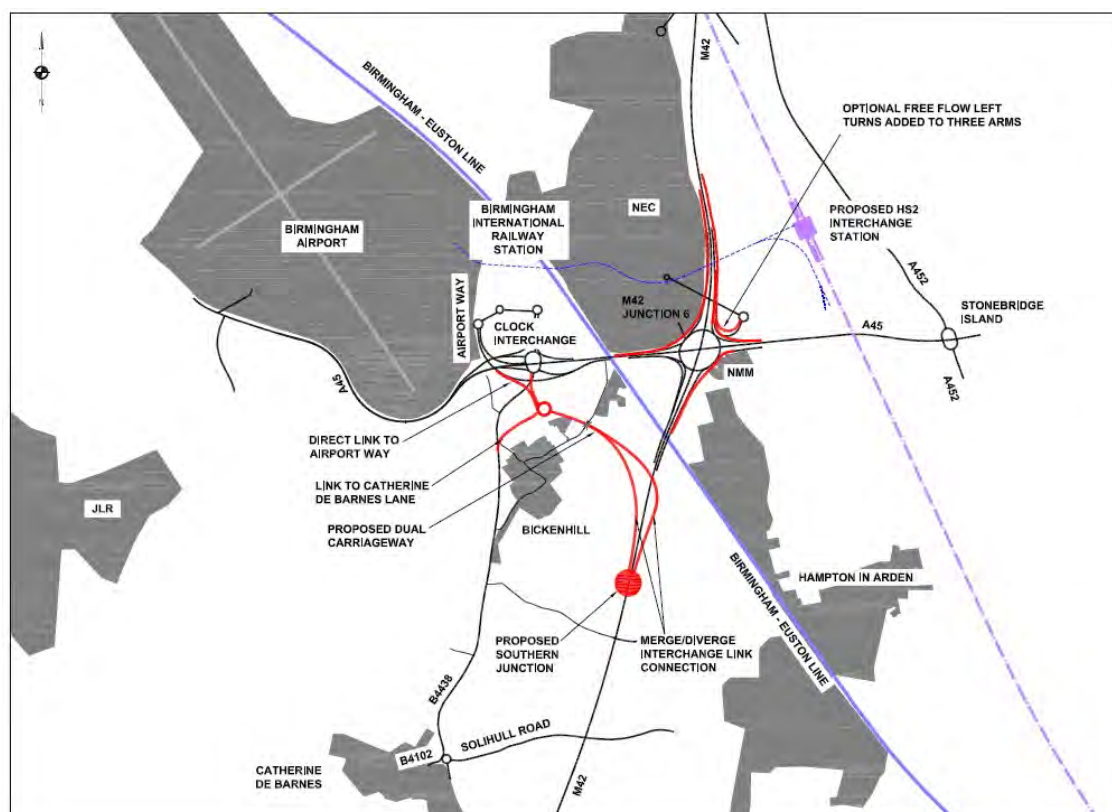 M42
BIRMINGHAM - EUSTON LINE
OPTIONAL FREE FLOW LEFT
TURNS ADDED TO THREE ARMS
NEC
BIRMINGHAM
INTERNATIONAL
RAILWAY
STATION
PROPOSED HS2
INTERCHANGE
STATION
BIRMINGHAM
AIRPORT
A452
AIRPORT WAY
M42
JUNCTION 6
STONEBRIDGE
ISLAND
CLOCK
INTERCHANGE
A45
NMM
A45
A452
DIRECT LINK TO
AIRPORT WAY
LINK TO CATHERINE
DE BARNES LANE
JLR
PROPOSED DUAL
CARRIAGEWAY
BICKENHILL
HAMPTON IN ARDEN
BIRMINGHAM - EUSTON LINE
PROPOSED
SOUTHERN
JUNCTION
MERGE/DIVERGE
INTERCHANGE LINK
CONNECTION
B4438
SOLIHULL ROAD
B4102
CATHERINE
DE BARNES
M42